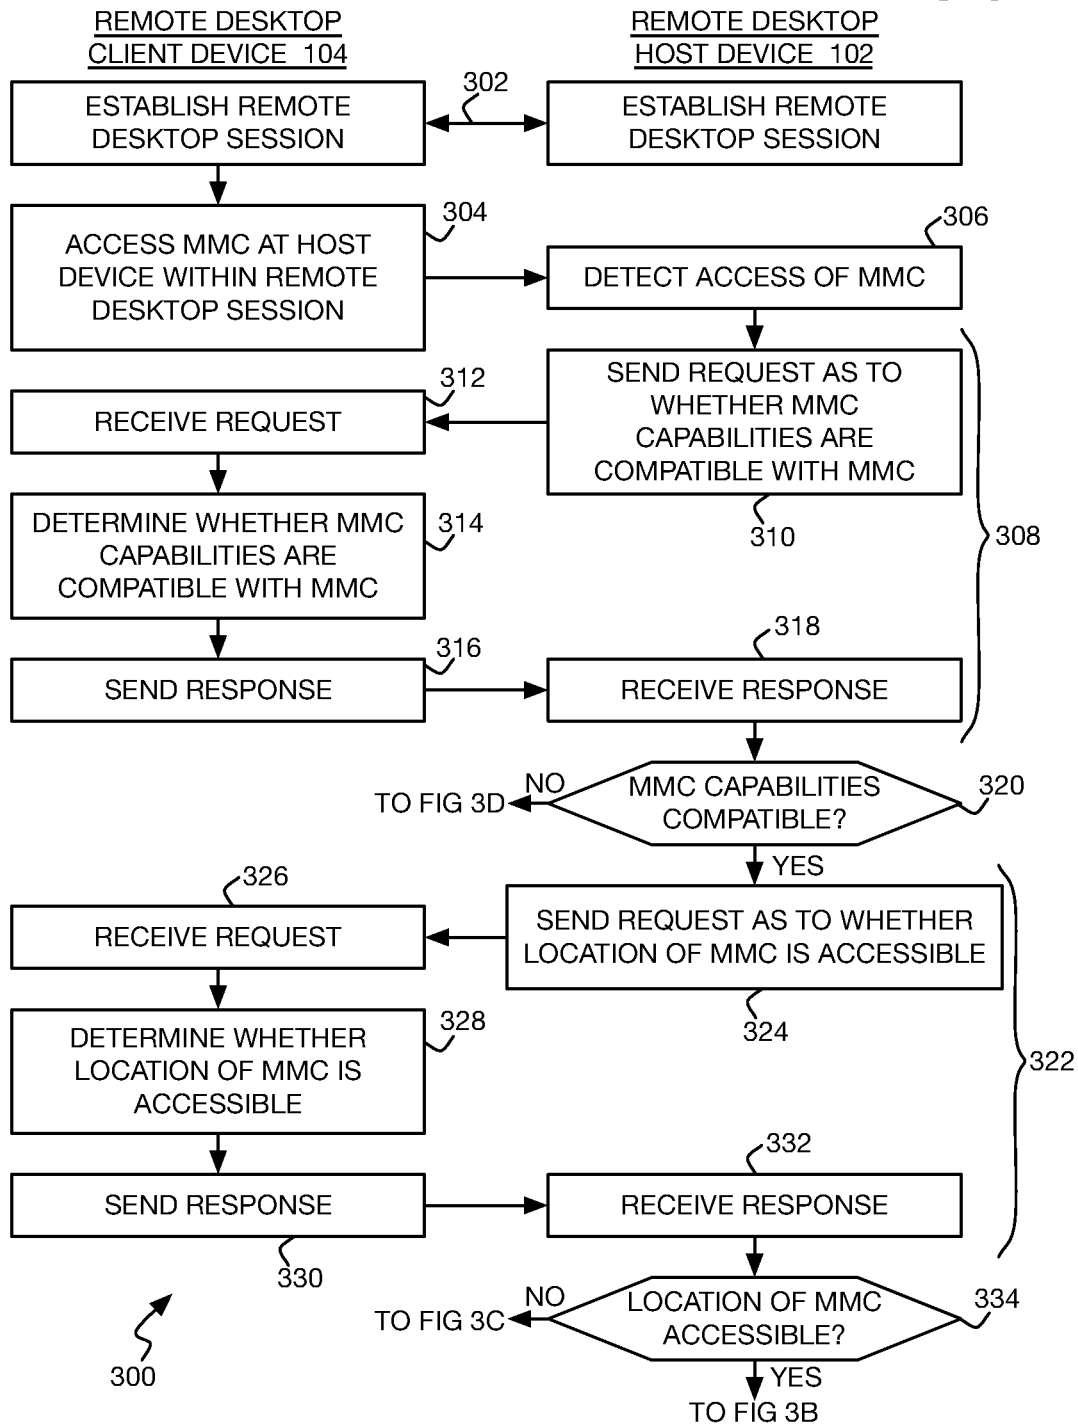 REMOTE DESKTOP
CLIENT DEVICE 104
REMOTE DESKTOP
HOST DEVICE 102
ESTABLISH REMOTE
DESKTOP SESSION
302
ESTABLISH REMOTE
DESKTOP SESSION
ACCESS MMC AT HOST
DEVICE WITHIN REMOTE
DESKTOP SESSION
304
306
DETECT ACCESS OF MMC
SEND REQUEST AS TO
WHETHER MMC
CAPABILITIES ARE
COMPATIBLE WITH MMC
310
308
312
RECEIVE REQUEST
DETERMINE WHETHER MMC
CAPABILITIES ARE
COMPATIBLE WITH MMC
314
316
SEND RESPONSE
318
RECEIVE RESPONSE
MMC CAPABILITIES
COMPATIBLE?
320
NO
TO FIG 3D
YES
SEND REQUEST AS TO WHETHER
LOCATION OF MMC IS ACCESSIBLE
324
322
326
RECEIVE REQUEST
DETERMINE WHETHER
LOCATION OF MMC IS
ACCESSIBLE
328
SEND RESPONSE
330
332
RECEIVE RESPONSE
LOCATION OF MMC
ACCESSIBLE?
334
NO
TO FIG 3C
YES
TO FIG 3B
300